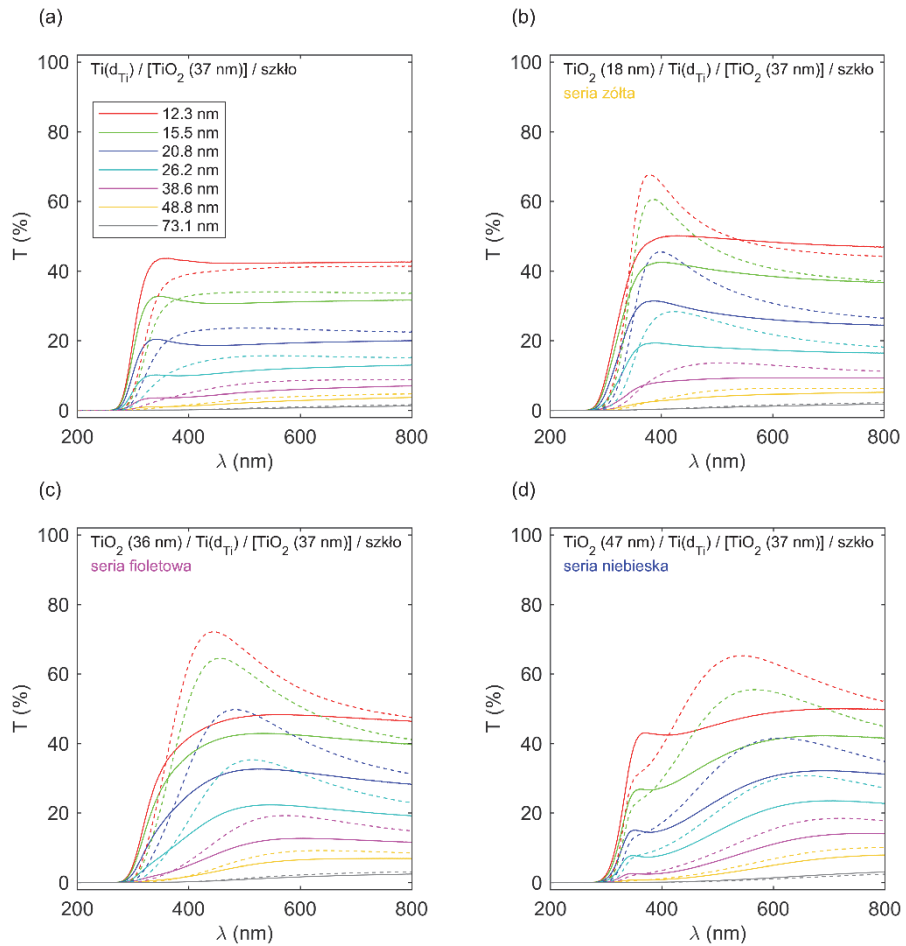 (a)
Ti(d_Ti) / [TiO₂ (37 nm)] / szkło
12.3 nm
15.5 nm
20.8 nm
26.2 nm
38.6 nm
48.8 nm
73.1 nm
100
80
60
40
20
0
T (%)
200
400
600
800
λ (nm)
(b)
TiO₂ (18 nm) / Ti(d_Ti) / [TiO₂ (37 nm)] / szkło
seria zółta
100
80
60
40
20
0
T (%)
200
400
600
800
λ (nm)
(c)
TiO₂ (36 nm) / Ti(d_Ti) / [TiO₂ (37 nm)] / szkło
seria fioletowa
100
80
60
40
20
0
T (%)
200
400
600
800
λ (nm)
(d)
TiO₂ (47 nm) / Ti(d_Ti) / [TiO₂ (37 nm)] / szkło
seria niebieska
100
80
60
40
20
0
T (%)
200
400
600
800
λ (nm)